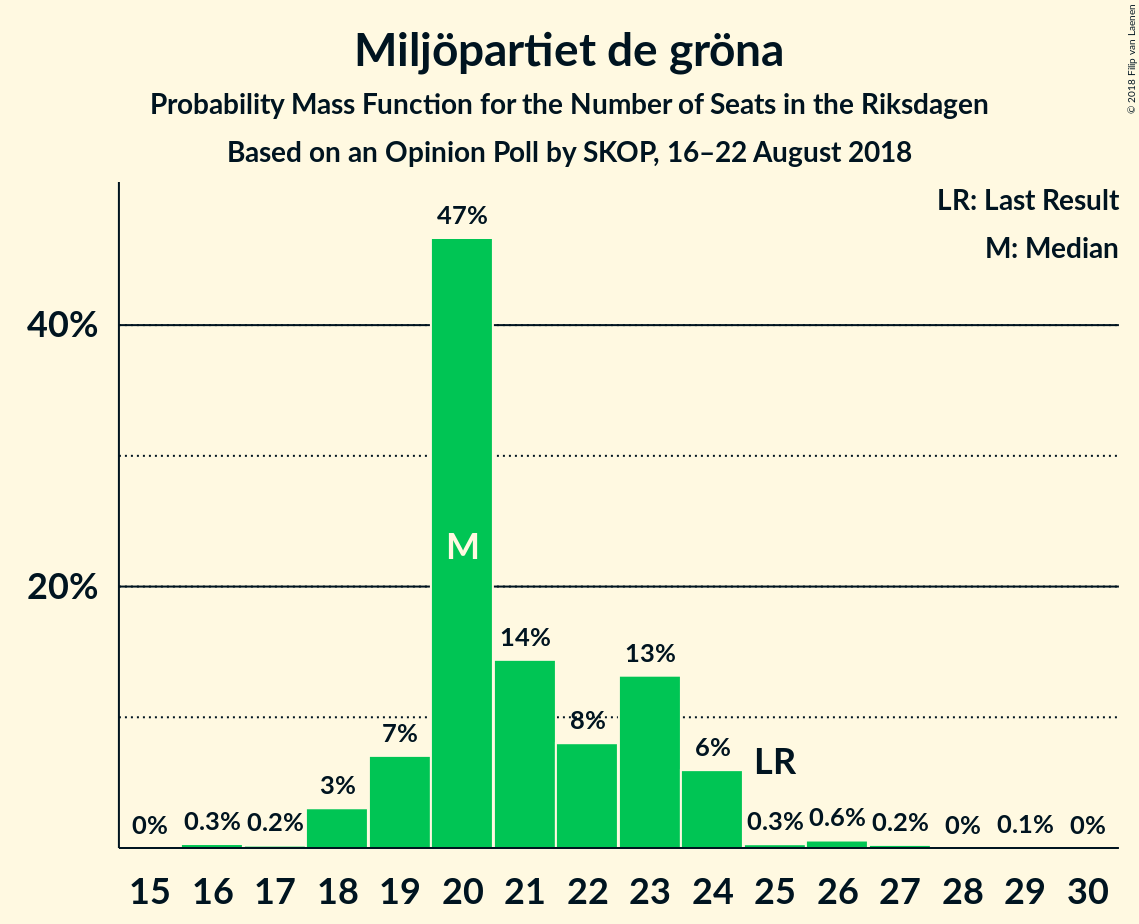 Miljöpartiet de gröna
Probability Mass Function for the Number of Seats in the Riksdagen
Based on an Opinion Poll by SKOP, 16–22 August 2018
© 2018 Filip van Laenen
LR: Last Result
M: Median
40%
20%
0%
0.3%
0.2%
3%
7%
47%
M
14%
8%
13%
6%
LR
0.3%
0.6%
0.2%
0%
0.1%
0%
15 16 17 18 19 20 21 22 23 24 25 26 27 28 29 30